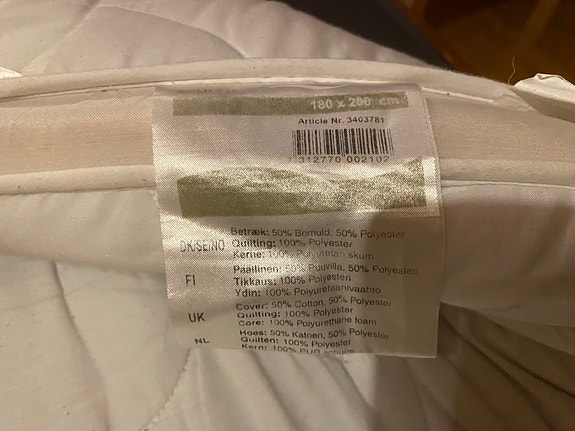 180 x 200 cm
Article Nr. 3403781
7312770 002102
Betræk: 50% Bomuld, 50% Polyester
DK/SE/NO Quilting: 100% Polyester
Kerne: 100% Polyuretan skum
Paallinen: 50% Puuvilla, 50% Polyesteri
FI Tikkaus: 100% Polyesteri
Ydin: 100% Polyuretaanivaahto
Cover: 50% Cotton, 50% Polyester
UK Quilting: 100% Polyester
Core: 100% Polyurethane foam
Hoes: 50% Katoen, 50% Polyester
NL Quilten: 100% Polyester
Kern: 100% PUR schuim